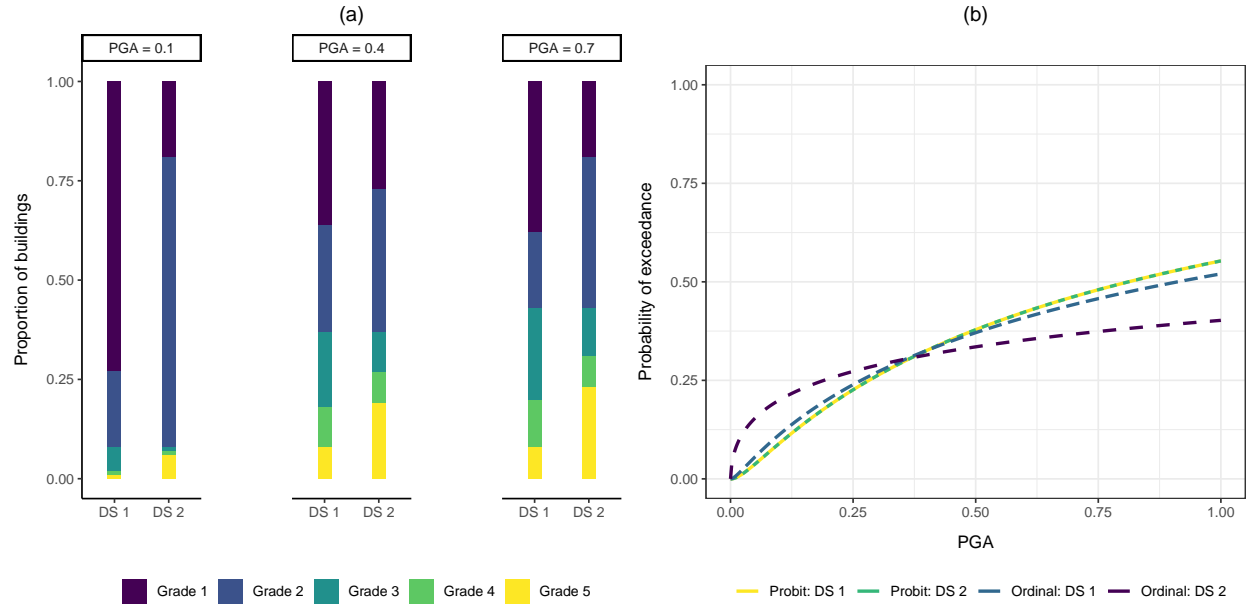 (a)
PGA = 0.1
PGA = 0.4
PGA = 0.7
Proportion of buildings
1.00
0.75
0.50
0.25
0.00
DS 1
DS 2
DS 1
DS 2
DS 1
DS 2
Grade 1
Grade 2
Grade 3
Grade 4
Grade 5
(b)
Probability of exceedance
1.00
0.75
0.50
0.25
0.00
0.00
0.25
0.50
0.75
1.00
PGA
Probit: DS 1
Probit: DS 2
Ordinal: DS 1
Ordinal: DS 2